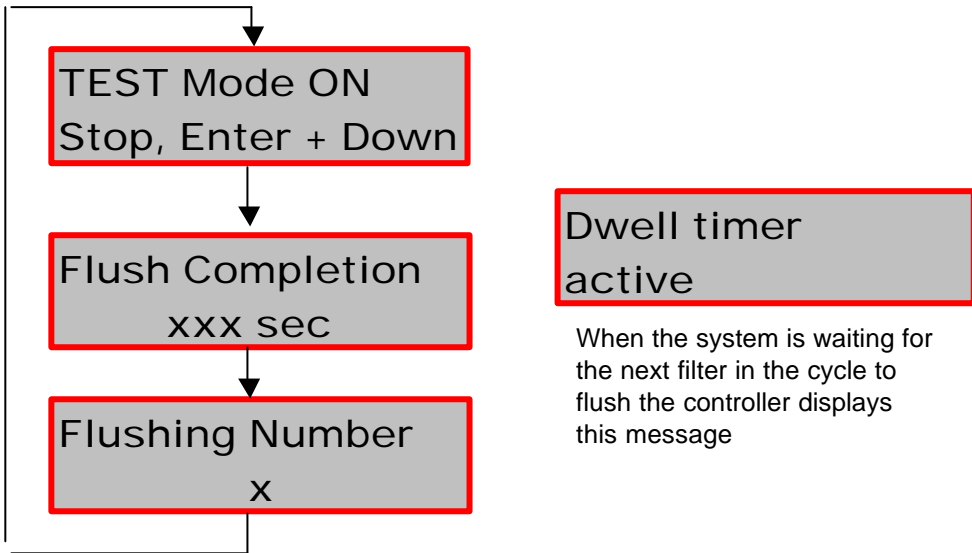 TEST Mode ON
Stop, Enter + Down
Flush Completion
xxx sec
Flushing Number
x
Dwell timer
active
When the system is waiting for
the next filter in the cycle to
flush the controller displays
this message